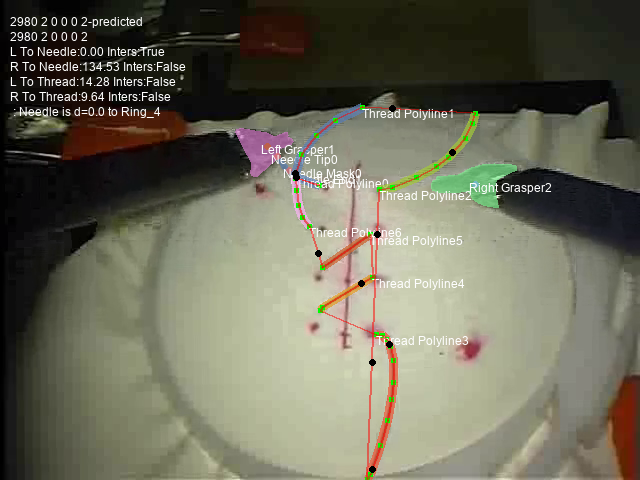 2980 2 0 0 0 2-predicted
2980 2 0 0 0 2
L To Needle:0.00 Inters:True
R To Needle:134.53 Inters:False
L To Thread:14.28 Inters:False
R To Thread:9.64 Inters:False
: Needle is d=0.0 to Ring_4
Thread Polyline1
Left Grasper1
Needle Tip0
Needle Mask0
Polyline0
Right Grasper2
Thread Polyline2
Thread Polyline6
Thread Polyline5
Thread Polyline4
Thread Polyline3